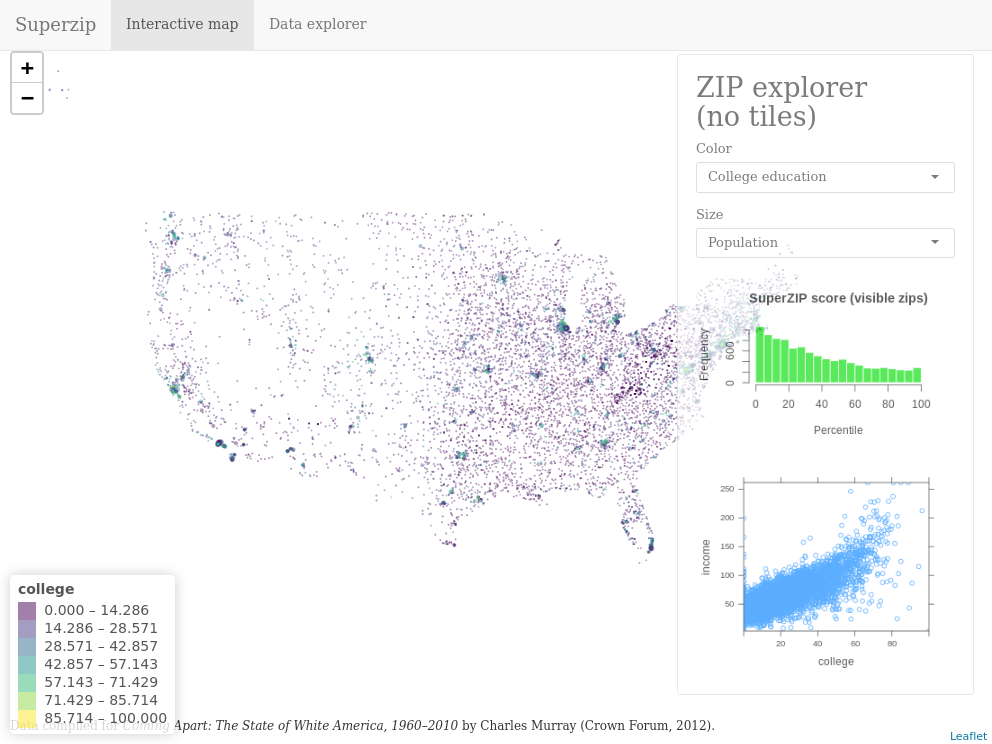 Superzip
Interactive map
Data explorer
+
−
ZIP explorer
(no tiles)
Color
College education
Size
Population
SuperZIP score (visible zips)
Frequency
0 600
0 20 40 60 80 100
Percentile
250
200
150
100
50
income
20 40 60 80
college
college
0.000 – 14.286
14.286 – 28.571
28.571 – 42.857
42.857 – 57.143
57.143 – 71.429
71.429 – 85.714
85.714 – 100.000
Data compiled for Coming Apart: The State of White America, 1960–2010 by Charles Murray (Crown Forum, 2012).
Leaflet